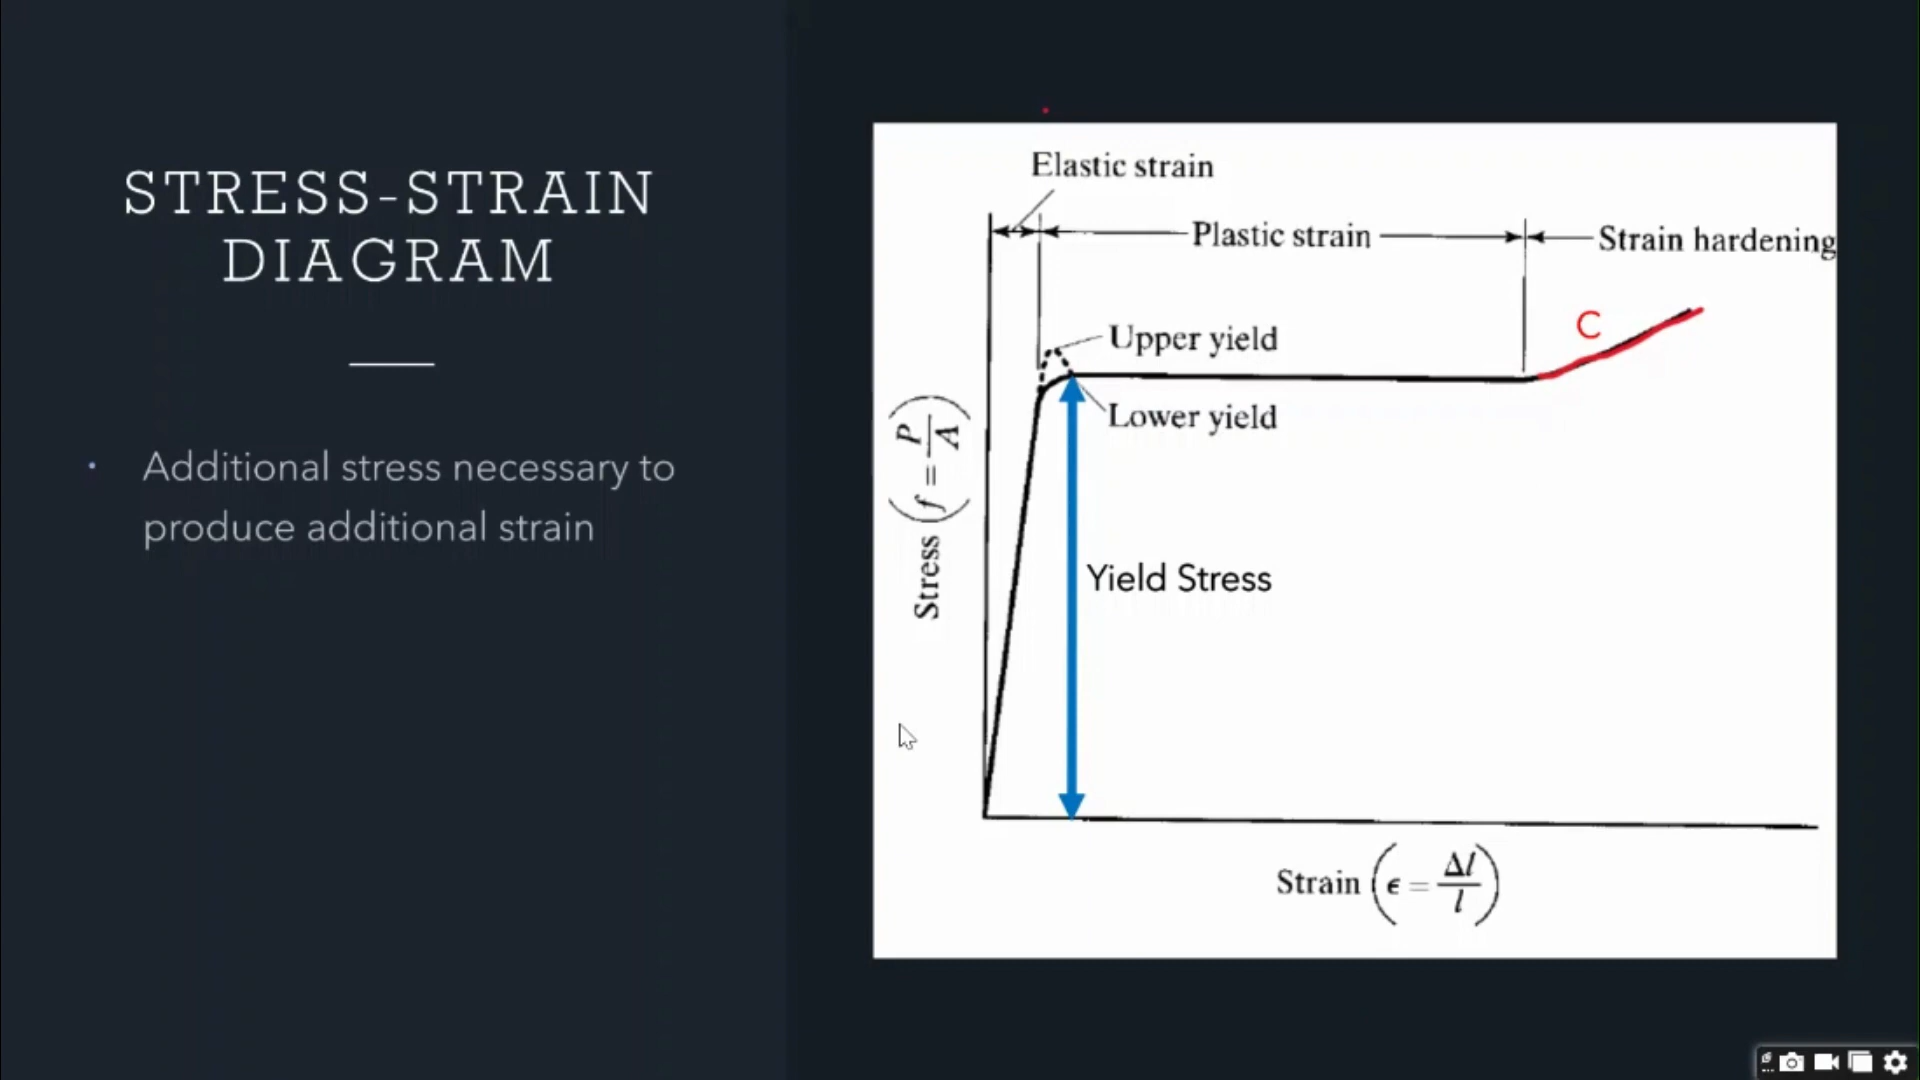 STRESS-STRAIN
DIAGRAM
• Additional stress necessary to
produce additional strain
Elastic strain
Plastic strain
Strain hardening
C
Upper yield
Lower yield
Stress (f = P/A)
Yield Stress
Strain (ϵ = Δl/l)